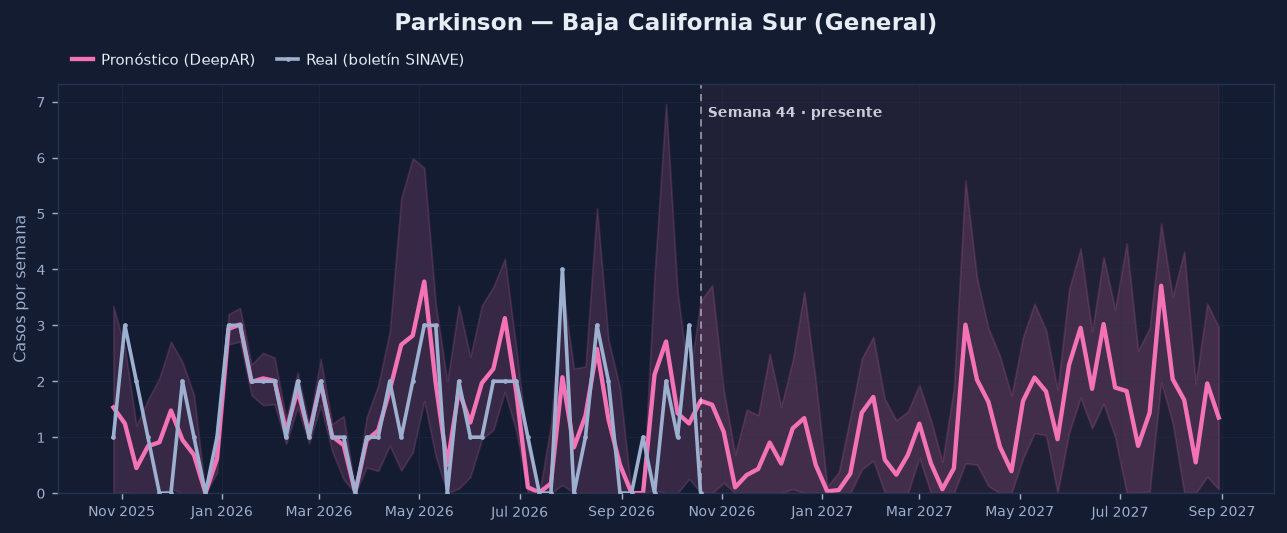 Parkinson — Baja California Sur (General)
Pronóstico (DeepAR) Real (boletín SINAVE)
Semana 44 · presente
Casos por semana
7
6
5
4
3
2
1
0
Nov 2025 Jan 2026 Mar 2026 May 2026 Jul 2026 Sep 2026 Nov 2026 Jan 2027 Mar 2027 May 2027 Jul 2027 Sep 2027